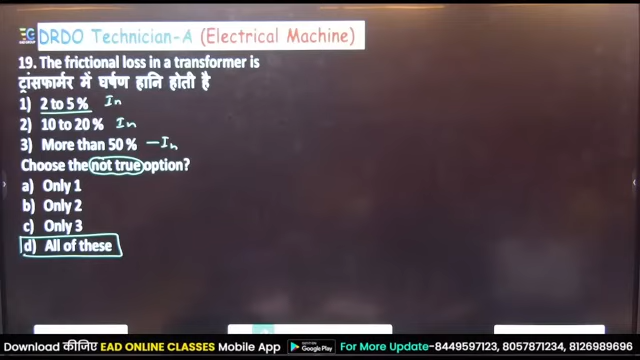 EG DRDO Technician-A (Electrical Machine)
19. The frictional loss in a transformer is
ट्रांसफार्मर में घर्षण हानि होती है
1) 2 to 5 % In
2) 10 to 20 % In
3) More than 50 % - In
Choose the not true option?
a) Only 1
b) Only 2
c) Only 3
d) All of these
Download कीजिए EAD ONLINE CLASSES Mobile App Google Play For More Update-8449597123, 8057871234, 8126989696